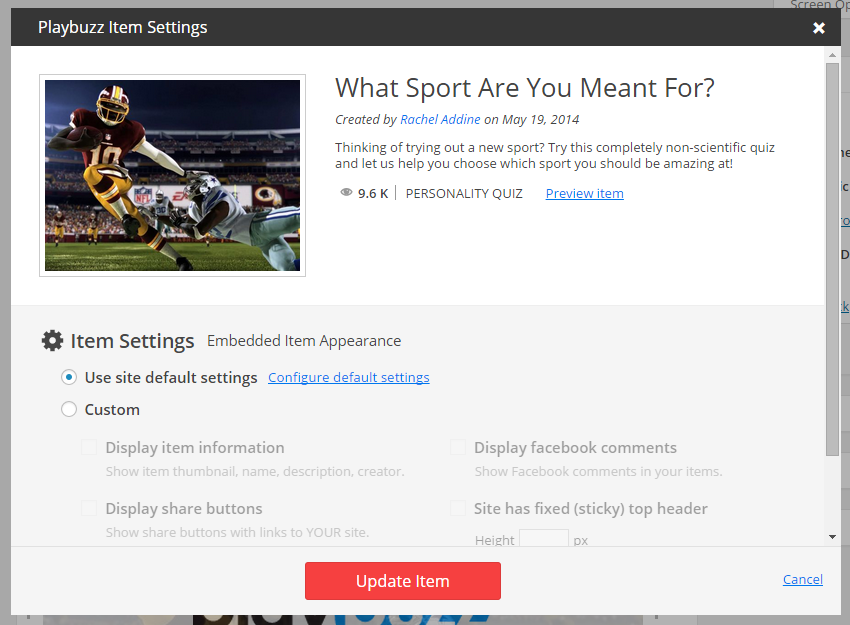 Screen Op
Playbuzz Item Settings
What Sport Are You Meant For?
Created by Rachel Addine on May 19, 2014
Thinking of trying out a new sport? Try this completely non-scientific quiz
and let us help you choose which sport you should be amazing at!
9.6 K PERSONALITY QUIZ Preview item
10
NFL
EA
Item Settings Embedded Item Appearance
Use site default settings Configure default settings
Custom
Display item information
Show item thumbnail, name, description, creator.
Display facebook comments
Show Facebook comments in your items.
Display share buttons
Show share buttons with links to YOUR site.
Site has fixed (sticky) top header
Height px
Update Item
Cancel